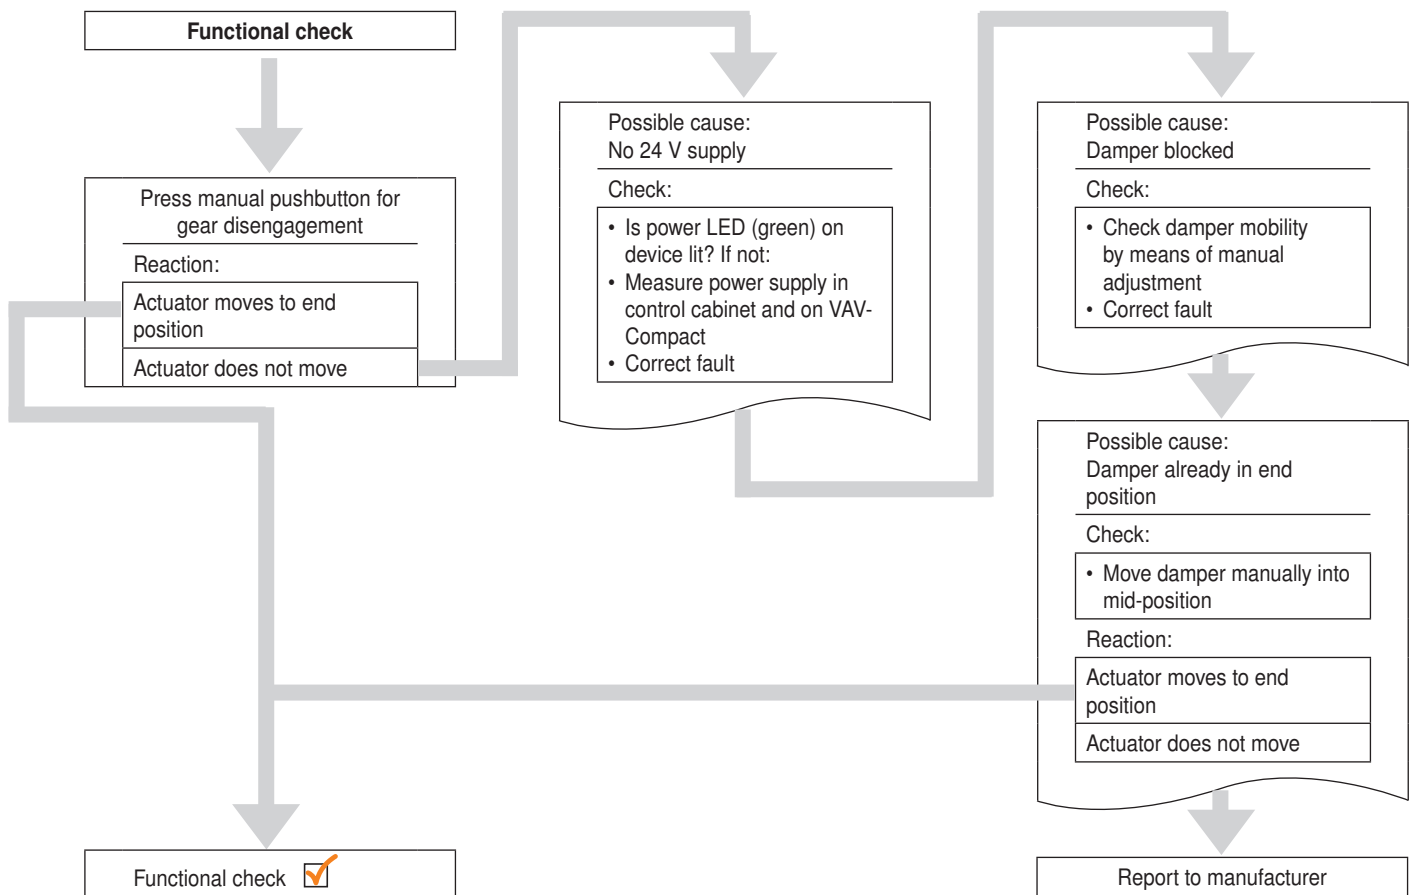 Functional check
Press manual pushbutton for
gear disengagement
Reaction:
Actuator moves to end
position
Actuator does not move
Possible cause:
No 24 V supply
Check:
• Is power LED (green) on
device lit? If not:
• Measure power supply in
control cabinet and on VAV-
Compact
• Correct fault
Possible cause:
Damper blocked
Check:
• Check damper mobility
by means of manual
adjustment
• Correct fault
Possible cause:
Damper already in end
position
Check:
• Move damper manually into
mid-position
Reaction:
Actuator moves to end
position
Actuator does not move
Functional check
Report to manufacturer